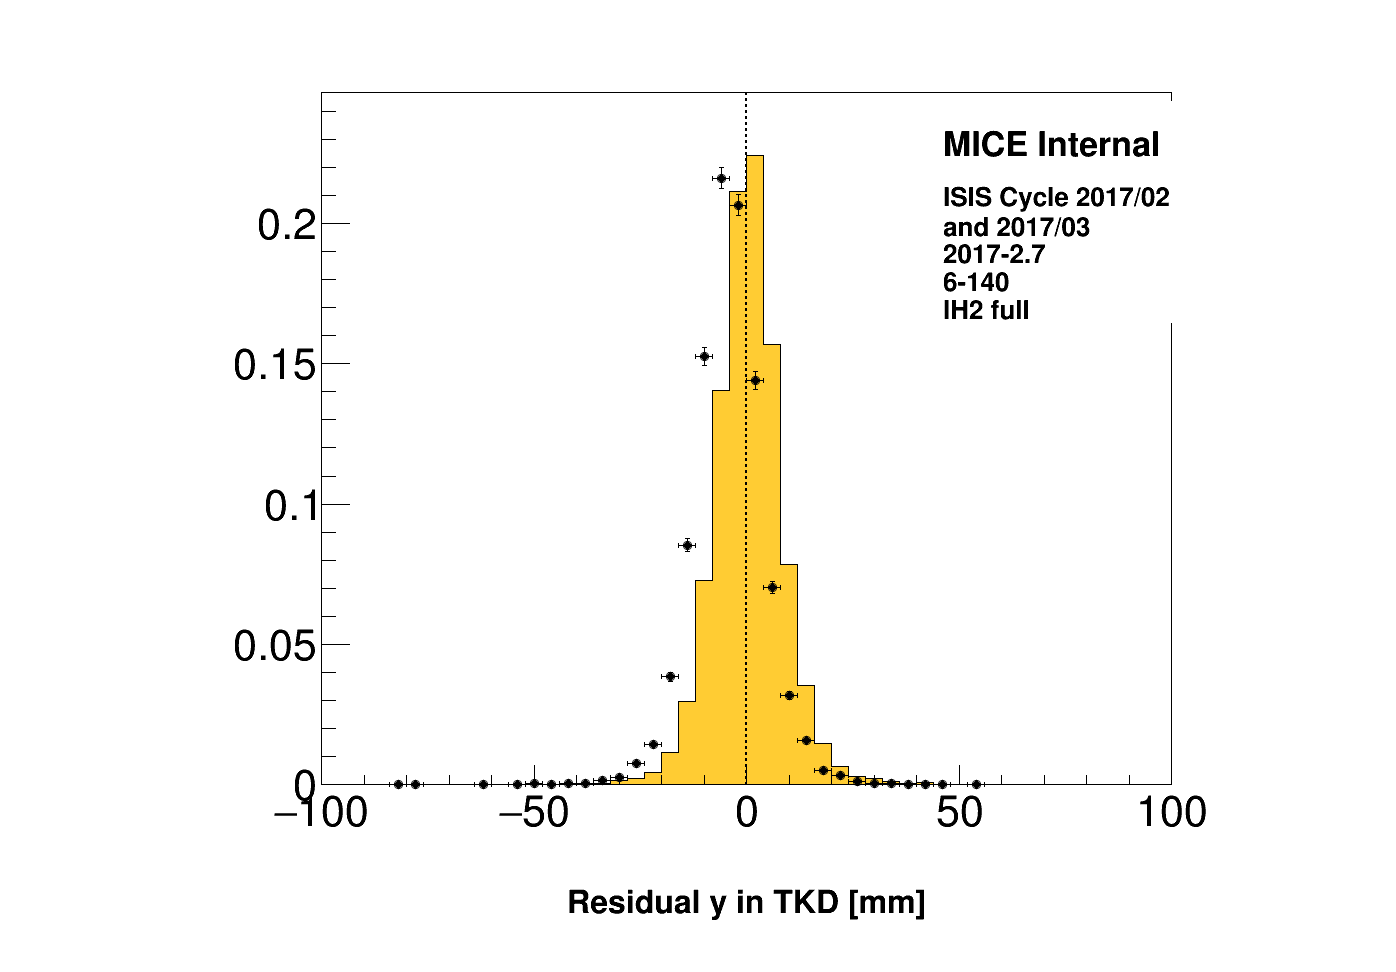 MICE Internal
ISIS Cycle 2017/02
and 2017/03
2017-2.7
6-140
IH2 full
0.2
0.15
0.1
0.05
0
−100 −50 0 50 100
Residual y in TKD [mm]